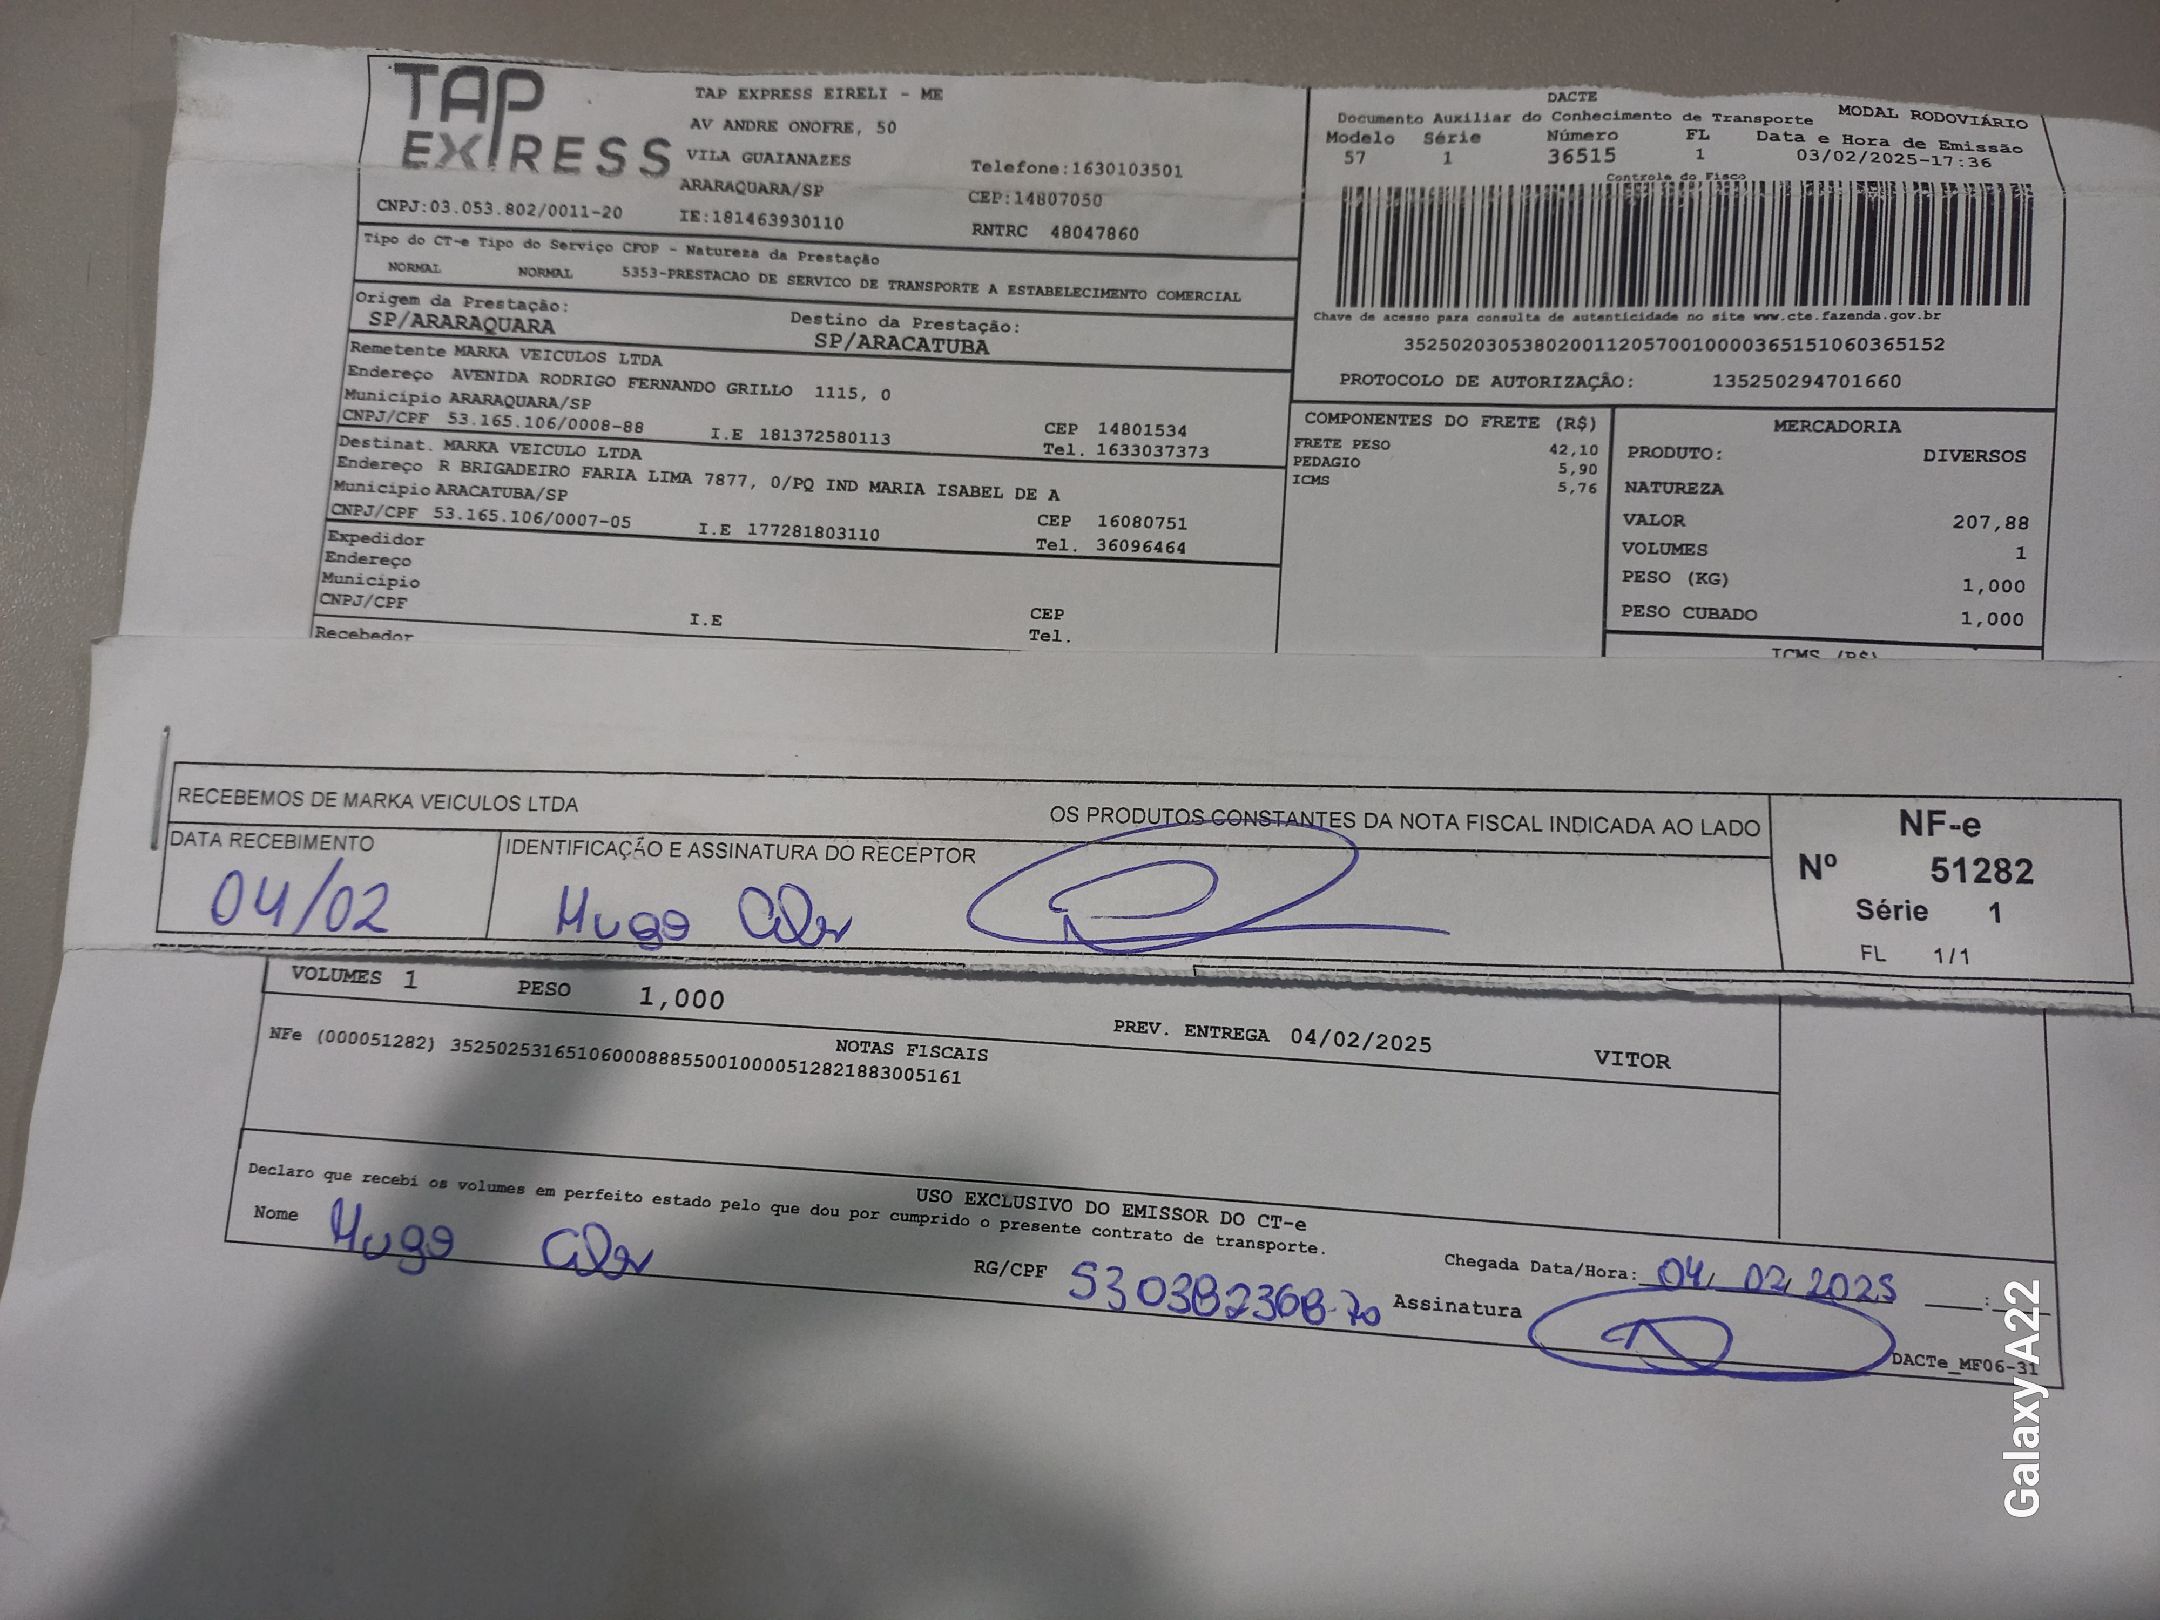 TAP EXPRESS
TAP EXPRESS EIRELI - ME
AV ANDRE ONOFRE, 50
VILA GUAIANAZES
ARARAQUARA/SP
Telefone:1630103501
CEP:14807050
CNPJ:03.053.802/0011-20 IE:181463930110 RNTRC 48047860
DACTE
Documento Auxiliar do Conhecimento de Transporte MODAL RODOVIÁRIO
Modelo Série Número FL Data e Hora de Emissão
57 1 36515 1 03/02/2025-17:36
Controle do Fisco
Chave de acesso para consulta de autenticidade no site www.cte.fazenda.gov.br
35250203053802001120570010000365151060365152
PROTOCOLO DE AUTORIZAÇÃO: 135250294701660
Tipo do CT-e Tipo do Serviço CFOP - Natureza da Prestação
NORMAL NORMAL 5353-PRESTACAO DE SERVICO DE TRANSPORTE A ESTABELECIMENTO COMERCIAL
Origem da Prestação: Destino da Prestação:
SP/ARARAQUARA SP/ARACATUBA
Remetente MARKA VEICULOS LTDA
Endereço AVENIDA RODRIGO FERNANDO GRILLO 1115, 0
Município ARARAQUARA/SP CEP 14801534
CNPJ/CPF 53.165.106/0008-88 I.E 181372580113 Tel. 1633037373
Destinat. MARKA VEICULO LTDA
Endereço R BRIGADEIRO FARIA LIMA 7877, 0/PQ IND MARIA ISABEL DE A
Município ARACATUBA/SP CEP 16080751
CNPJ/CPF 53.165.106/0007-05 I.E 177281803110 Tel. 36096464
Expedidor
Endereço
Município CEP
CNPJ/CPF I.E Tel.
Recebedor
COMPONENTES DO FRETE (R$)
FRETE PESO 42,10
PEDAGIO 5,90
ICMS 5,76
MERCADORIA
PRODUTO: DIVERSOS
NATUREZA
VALOR 207,88
VOLUMES 1
PESO (KG) 1,000
PESO CUBADO 1,000
ICMS (R$)
RECEBEMOS DE MARKA VEICULOS LTDA OS PRODUTOS CONSTANTES DA NOTA FISCAL INDICADA AO LADO
DATA RECEBIMENTO IDENTIFICAÇÃO E ASSINATURA DO RECEPTOR
04/02 Hugo
NF-e
Nº 51282
Série 1
FL 1/1
VOLUMES 1 PESO 1,000 PREV. ENTREGA 04/02/2025 VITOR
NOTAS FISCAIS
NFe (000051282) 35250253165106000888550010000512821883005161
USO EXCLUSIVO DO EMISSOR DO CT-e
Declaro que recebi os volumes em perfeito estado pelo que dou por cumprido o presente contrato de transporte.
Nome Hugo RG/CPF 530382368-70 Chegada Data/Hora: 04/02/2025 __:__
Assinatura
DACTe_MF06-31
Galaxy A22